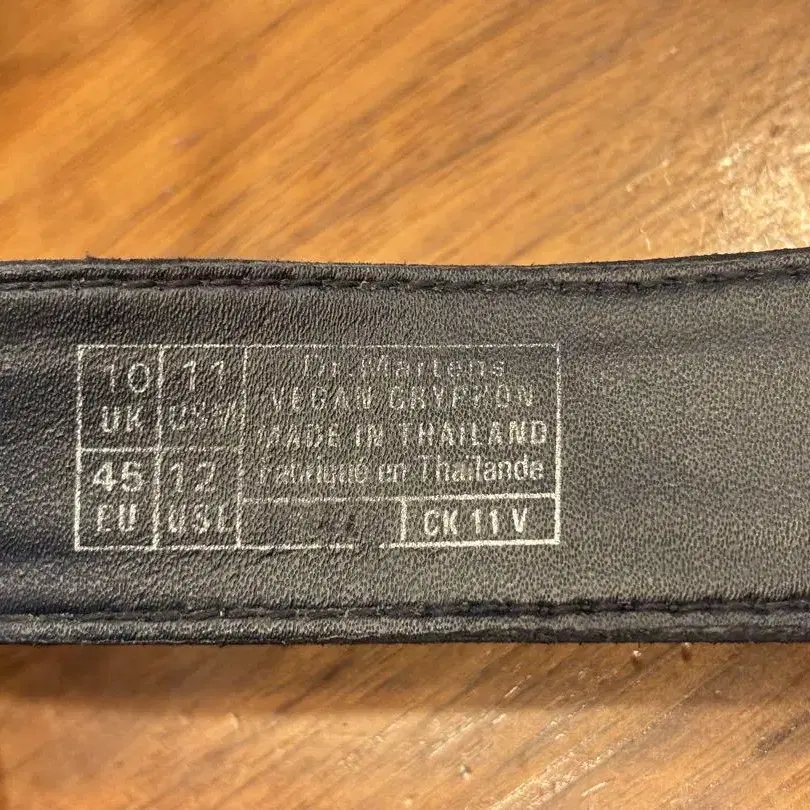 10 UK
11 USM
45 EU
12 USL
Dr. Martens
VEGAN GRYPHON
MADE IN THAILAND
Fabriqué en Thaïlande
CK 11 V